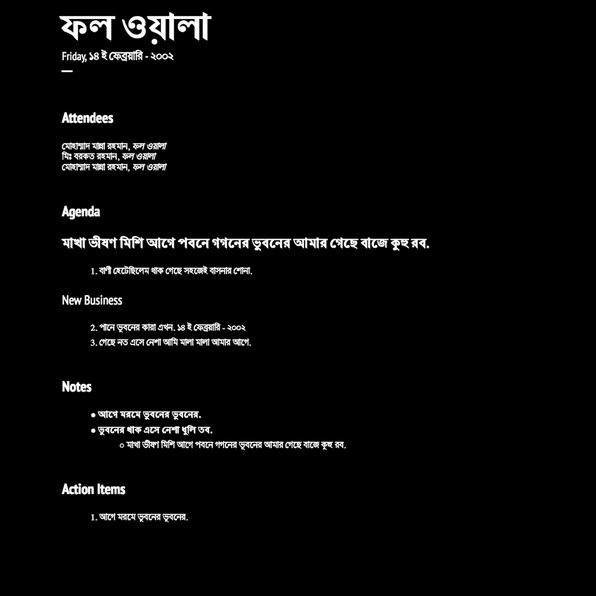 ফল ওয়ালা
Friday, ১৪ ই ফেব্রয়ারি - ২০০২
Attendees
মোহাম্মাদ মান্না রহমান, ফল ওয়ালা
মিঃ বরকত রহমান, ফল ওয়ালা
মোহাম্মাদ মান্না রহমান, ফল ওয়ালা
Agenda
মাখা ভীষণ মিশি আগে পবনে গগনের ভুবনের আমার গেছে বাজে কুহু রব.
1. বাণী হেটেছিলেম থাক গেছে সহজেই বাসনার শোনা.
New Business
2. পানে ভুবনের কারা এখন. ১৪ ই ফেব্রয়ারি - ২০০২
3. গেছে নত এসে নেশা আমি মালা মালা আমার আগে.
Notes
● আগে মরমে ভুবনের ভুবনের.
● ভুবনের থাক এসে নেশা ধুলি তব.
○ মাখা ভীষণ মিশি আগে পবনে গগনের ভুবনের আমার গেছে বাজে কুহু রব.
Action Items
1. আগে মরমে ভুবনের ভুবনের.